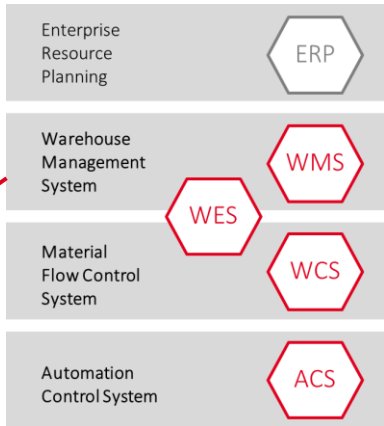 Enterprise
Resource
Planning
ERP
Warehouse
Management
System
WMS
WES
Material
Flow Control
System
WCS
Automation
Control System
ACS